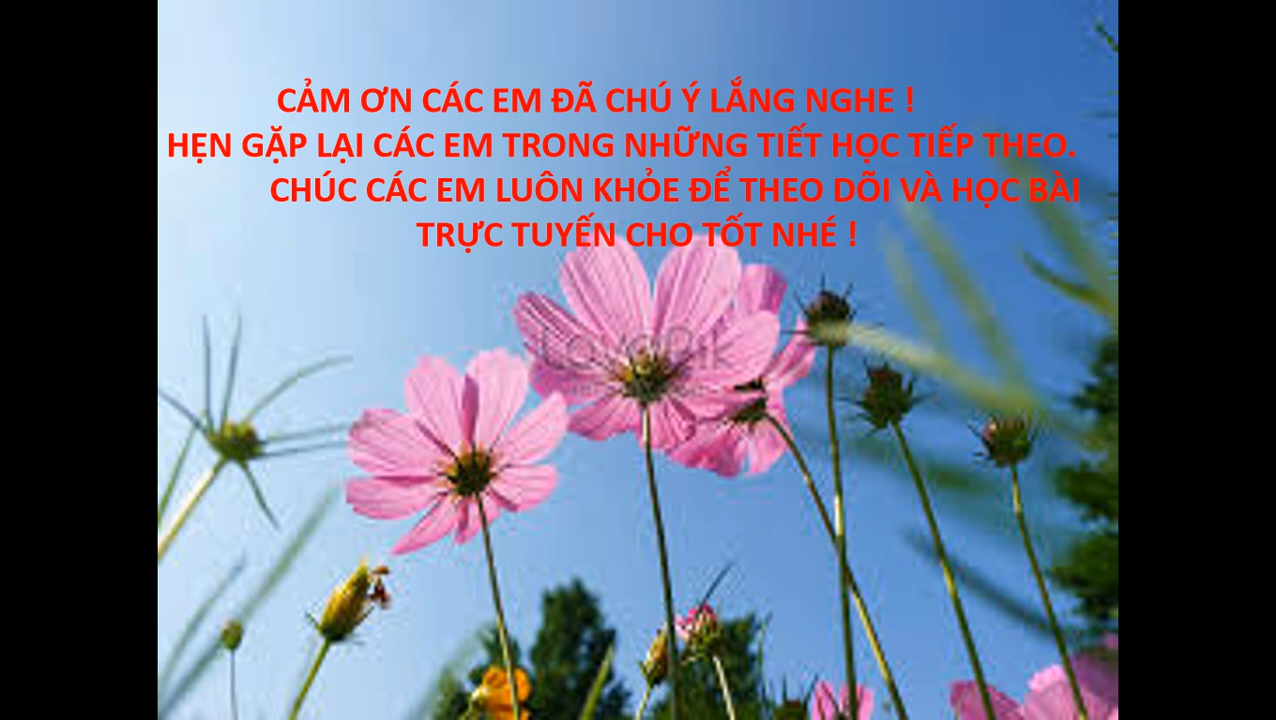 CẢM ƠN CÁC EM ĐÃ CHÚ Ý LẮNG NGHE !
HẸN GẶP LẠI CÁC EM TRONG NHỮNG TIẾT HỌC TIẾP THEO.
CHÚC CÁC EM LUÔN KHỎE ĐỂ THEO DÕI VÀ HỌC BÀI
TRỰC TUYẾN CHO TỐT NHÉ !